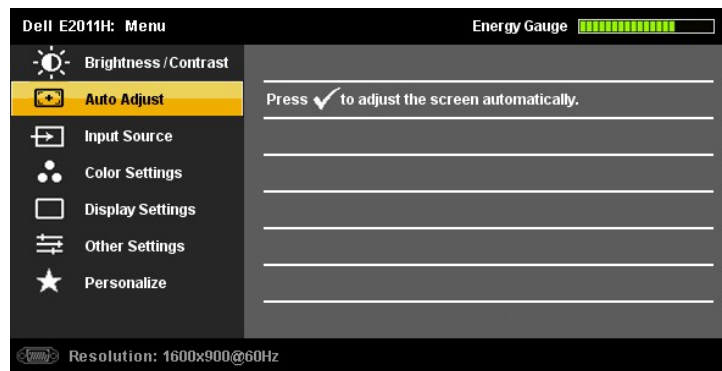 Dell E2011H: Menu
Energy Gauge
Brightness / Contrast
Auto Adjust
Press ✓ to adjust the screen automatically.
Input Source
Color Settings
Display Settings
Other Settings
Personalize
Resolution: 1600x900@60Hz